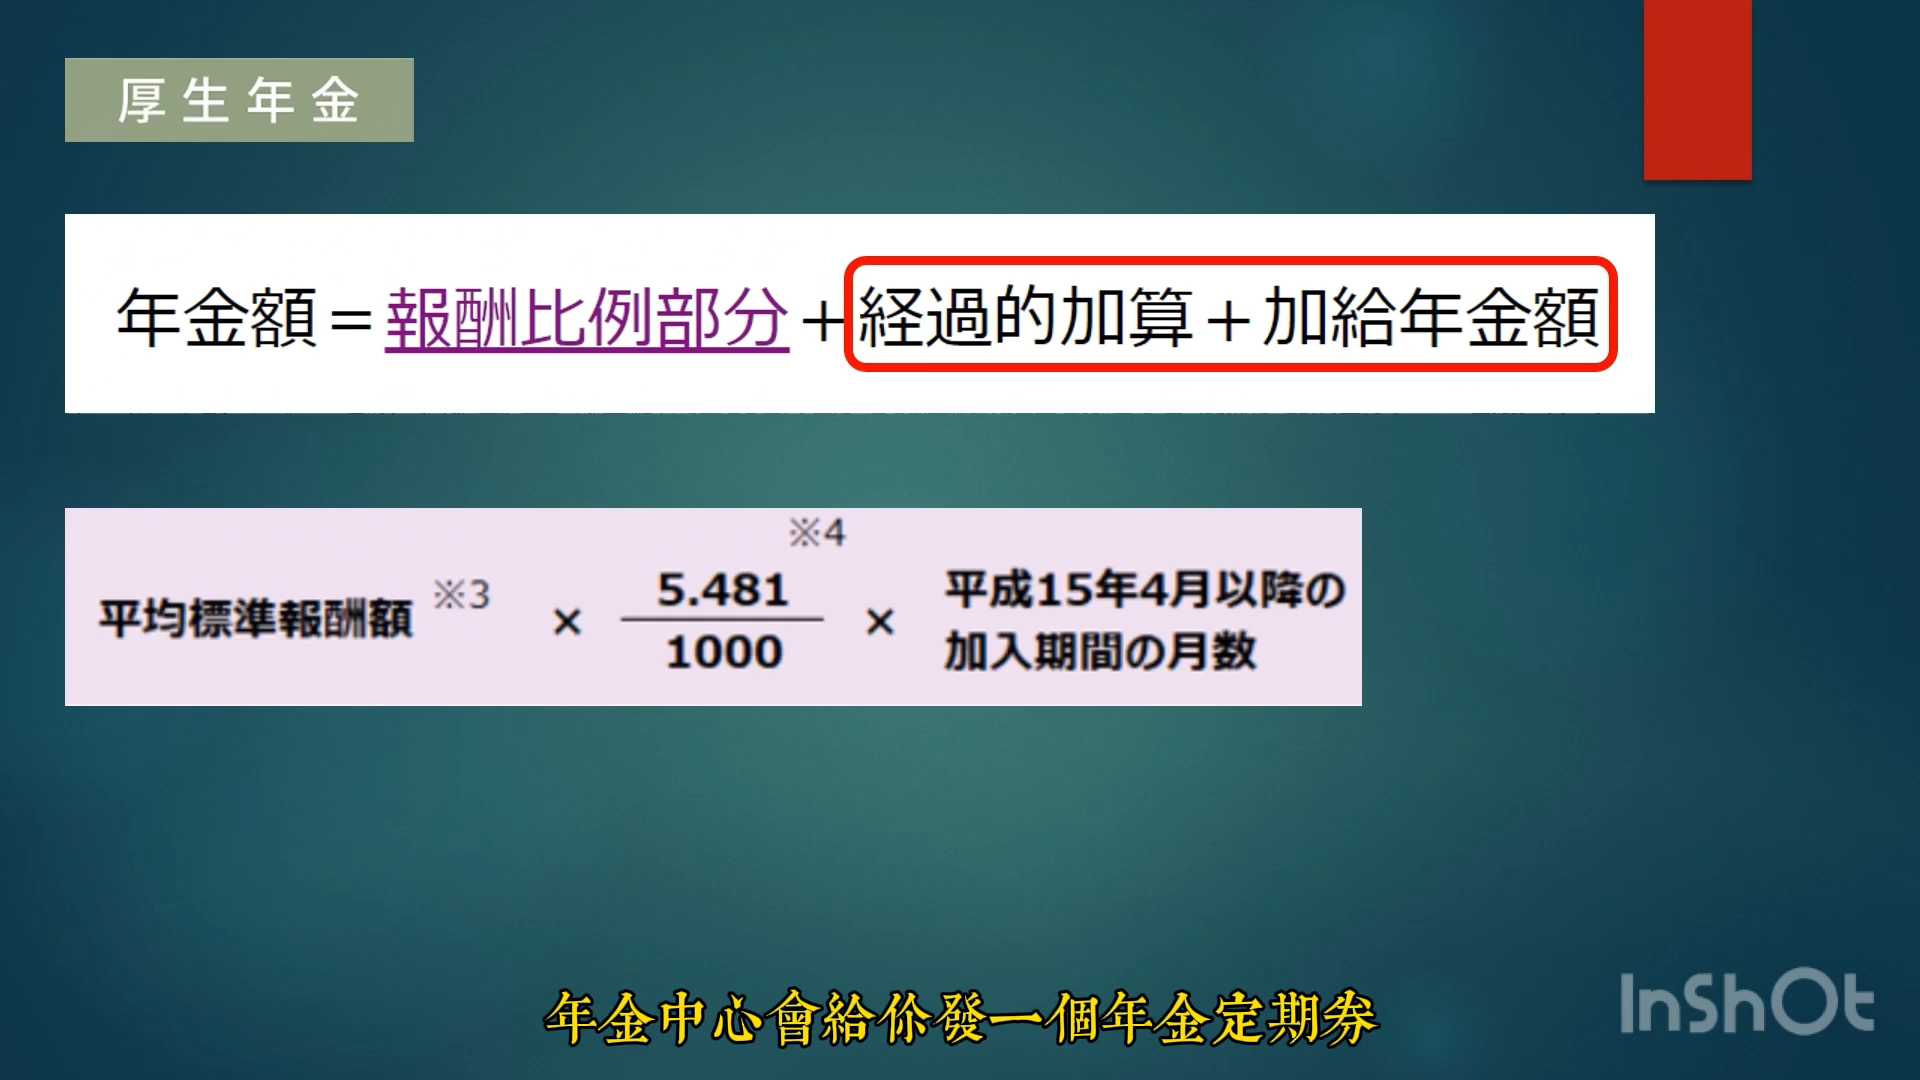 厚生年金
年金額＝報酬比例部分＋経過的加算＋加給年金額
※4
平均標準報酬額 ※3 × 5.481 × 平成15年4月以降の
1000 加入期間の月数
年金中心會給你發一個年金定期券
InShOt